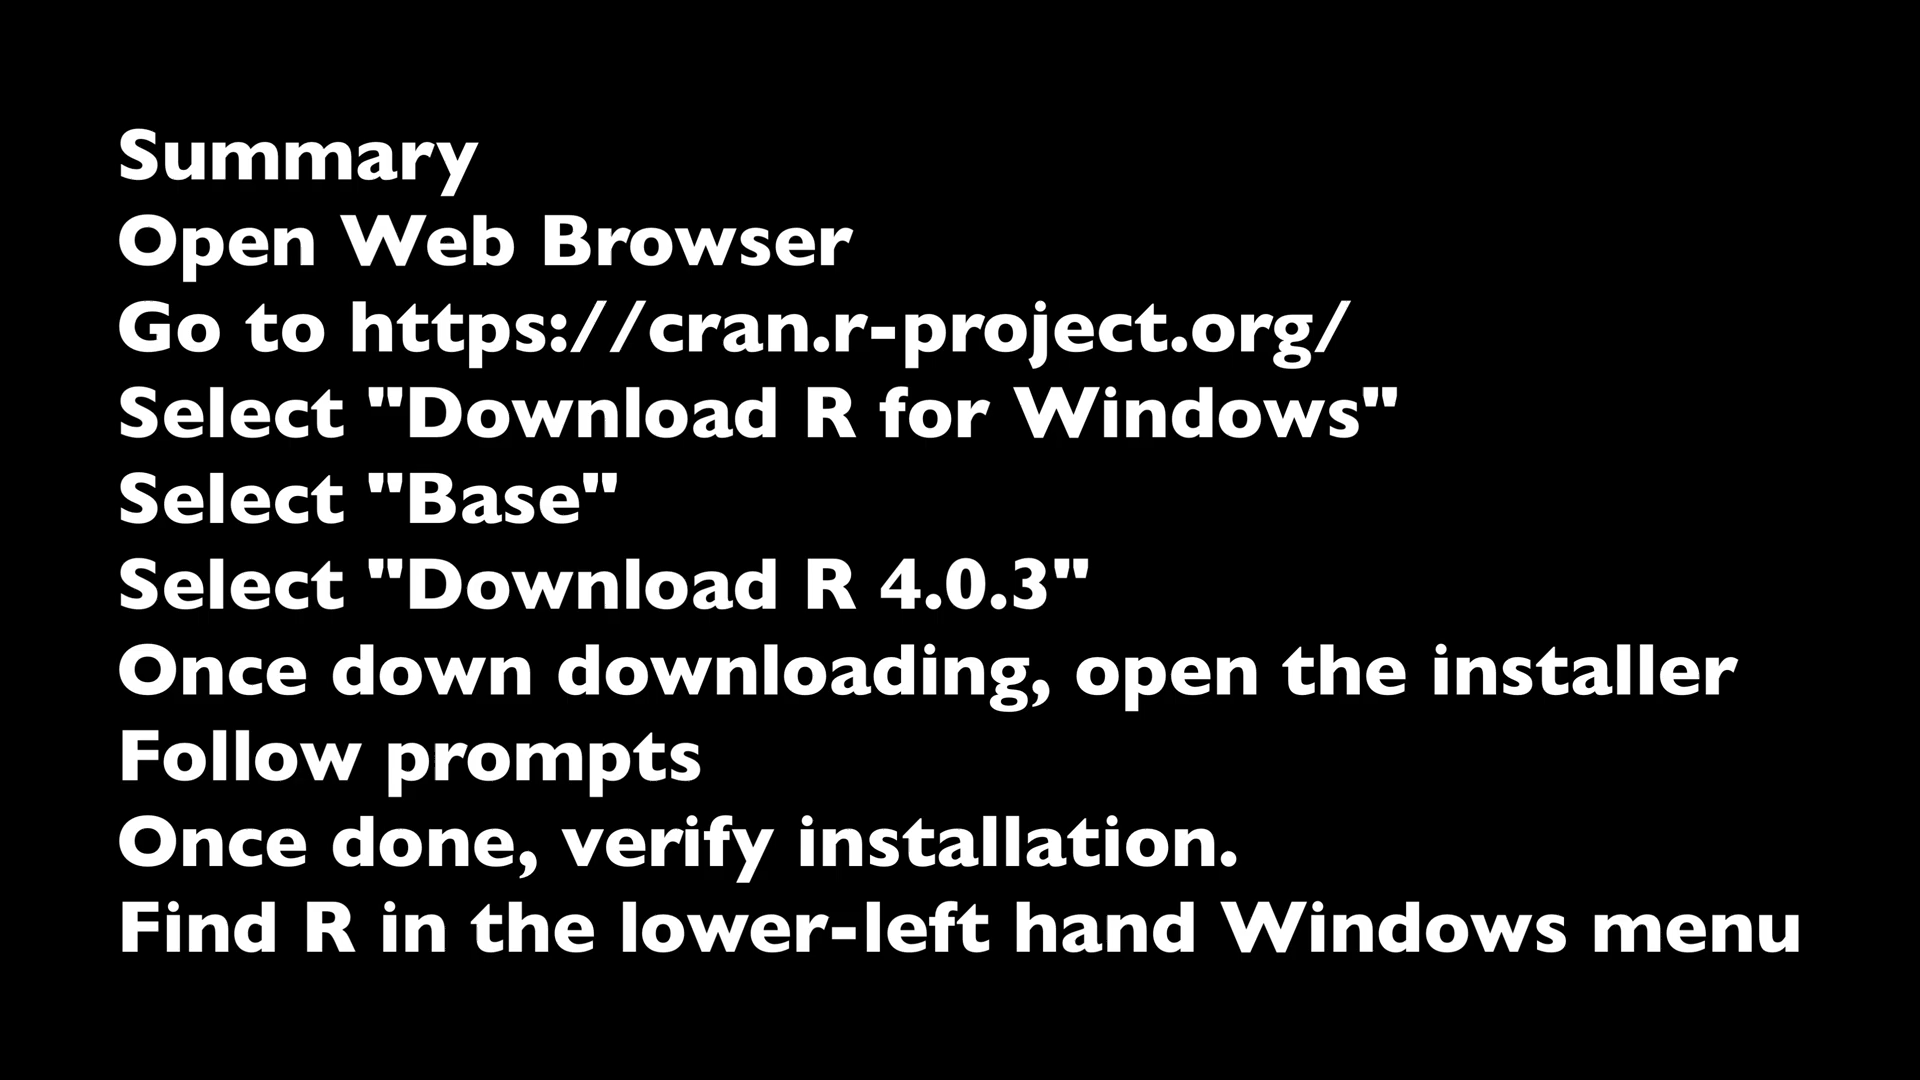 Summary
Open Web Browser
Go to https://cran.r-project.org/
Select "Download R for Windows"
Select "Base"
Select "Download R 4.0.3"
Once down downloading, open the installer
Follow prompts
Once done, verify installation.
Find R in the lower-left hand Windows menu